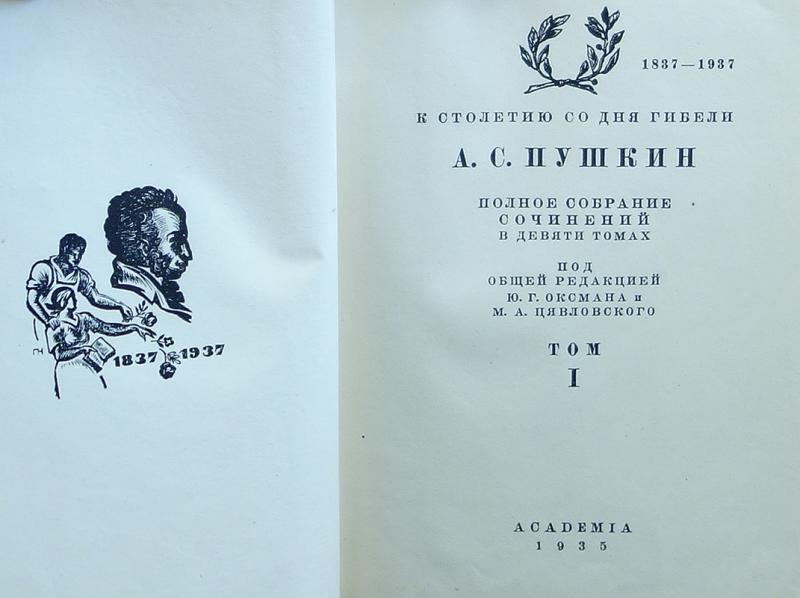 ГН
1837 1937
1837—1937
К СТОЛЕТИЮ СО ДНЯ ГИБЕЛИ
А. С. ПУШКИН
ПОЛНОЕ СОБРАНИЕ
СОЧИНЕНИЙ
В ДЕВЯТИ ТОМАХ
ПОД
ОБЩЕЙ РЕДАКЦИЕЙ
Ю. Г. ОКСМАНА и
М. А. ЦЯВЛОВСКОГО
ТОМ
I
ACADEMIA
1935